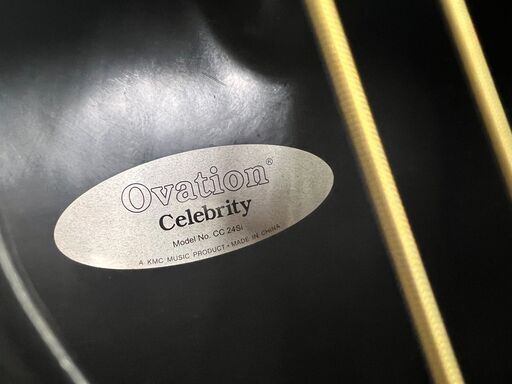 Ovation®
Celebrity
Model No. CC 24Si
A KMC MUSIC PRODUCT • MADE IN CHINA